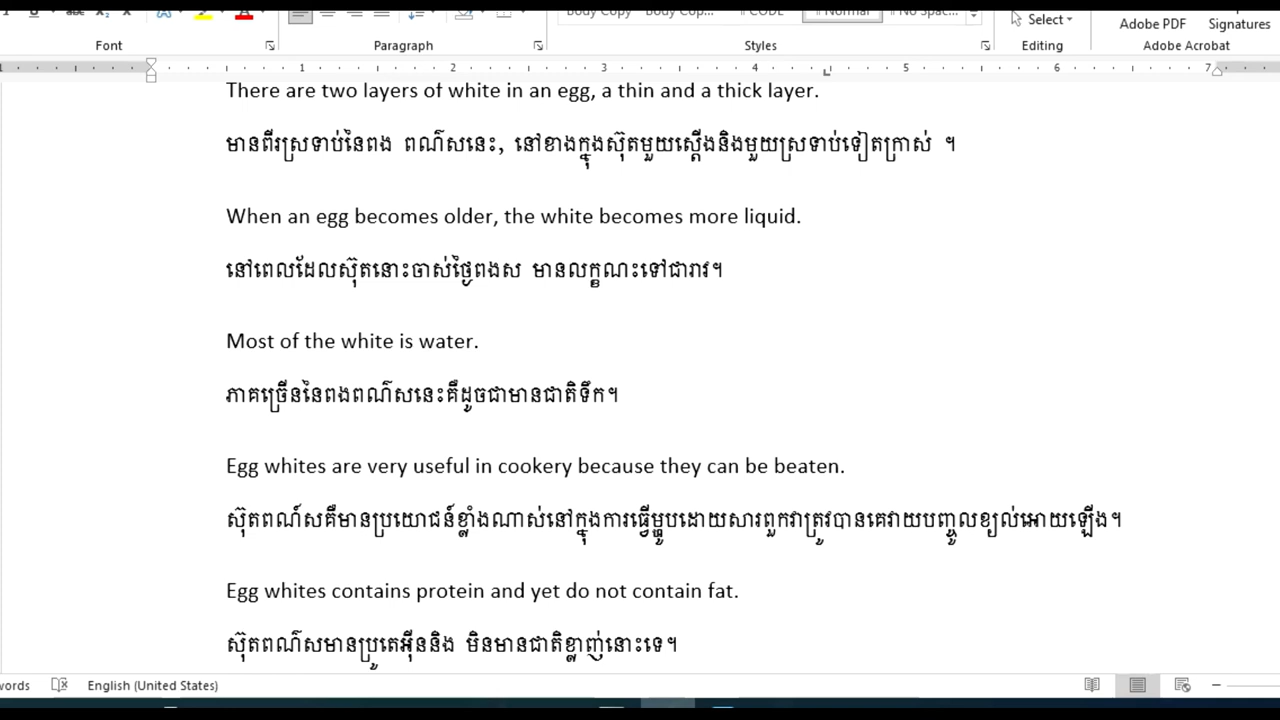 Font
Paragraph
Styles
Select
Editing
Adobe PDF
Signatures
Adobe Acrobat
1 1 2 3 4 5 6 7
There are two layers of white in an egg, a thin and a thick layer.
មានពីរស្រទាប់នៃពង ពណ៌សនេះ, នៅខាងក្នុងស៊ុតមួយស្ដើងនិងមួយស្រទាប់ទៀតក្រាស់ ។
When an egg becomes older, the white becomes more liquid.
នៅពេលដែលស៊ុតនោះចាស់ថ្ងៃពងស មានលក្ខណះទៅជារាវ។
Most of the white is water.
ភាគច្រើននៃពងពណ៌សនេះគឺដូចជាមានជាតិទឹក។
Egg whites are very useful in cookery because they can be beaten.
ស៊ុតពណ៍សគឺមានប្រយោជន៍ខ្លាំងណាស់នៅក្នុងការធ្វើម្ហូបដោយសារពួកវាត្រូវបានគេវាយបញ្ចូលខ្យល់អោយឡើង។
Egg whites contains protein and yet do not contain fat.
ស៊ុតពណ៌សមានប្រូតេអ៊ីននិង មិនមានជាតិខ្លាញ់នោះទេ។
words
English (United States)